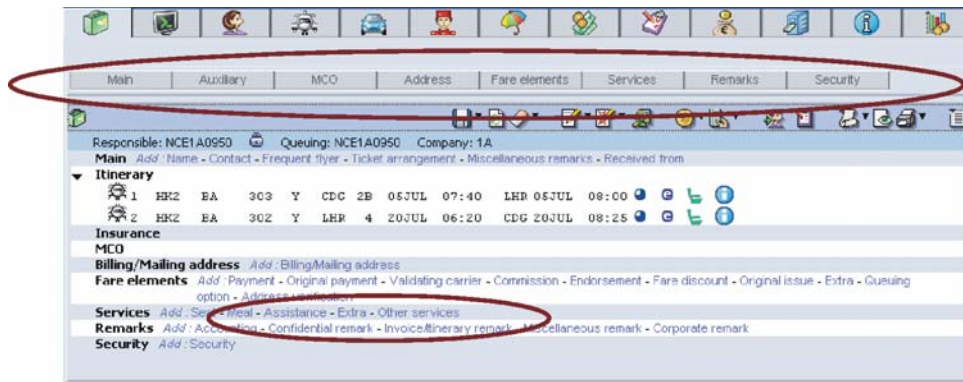 Main Auxiliary MCO Address Fare elements Services Remarks Security
Responsible: NCE1A0950 Queuing: NCE1A0950 Company: 1A
Main Add : Name - Contact - Frequent flyer - Ticket arrangement - Miscellaneous remarks - Received from
Itinerary
1 HK2 BA 303 Y CDG 2B 05JUL 07:40 LHR 05JUL 08:00
2 HK2 BA 302 Y LHR 4 20JUL 06:20 CDG 20JUL 08:25
Insurance
MCO
Billing/Mailing address Add : Billing/Mailing address
Fare elements Add : Payment - Original payment - Validating carrier - Commission - Endorsement - Fare discount - Original issue - Extra - Queuing
option - Address verification
Services Add : Seat - Meal - Assistance - Extra - Other services
Remarks Add : Accounting - Confidential remark - Invoice/Itinerary remark - Miscellaneous remark - Corporate remark
Security Add : Security